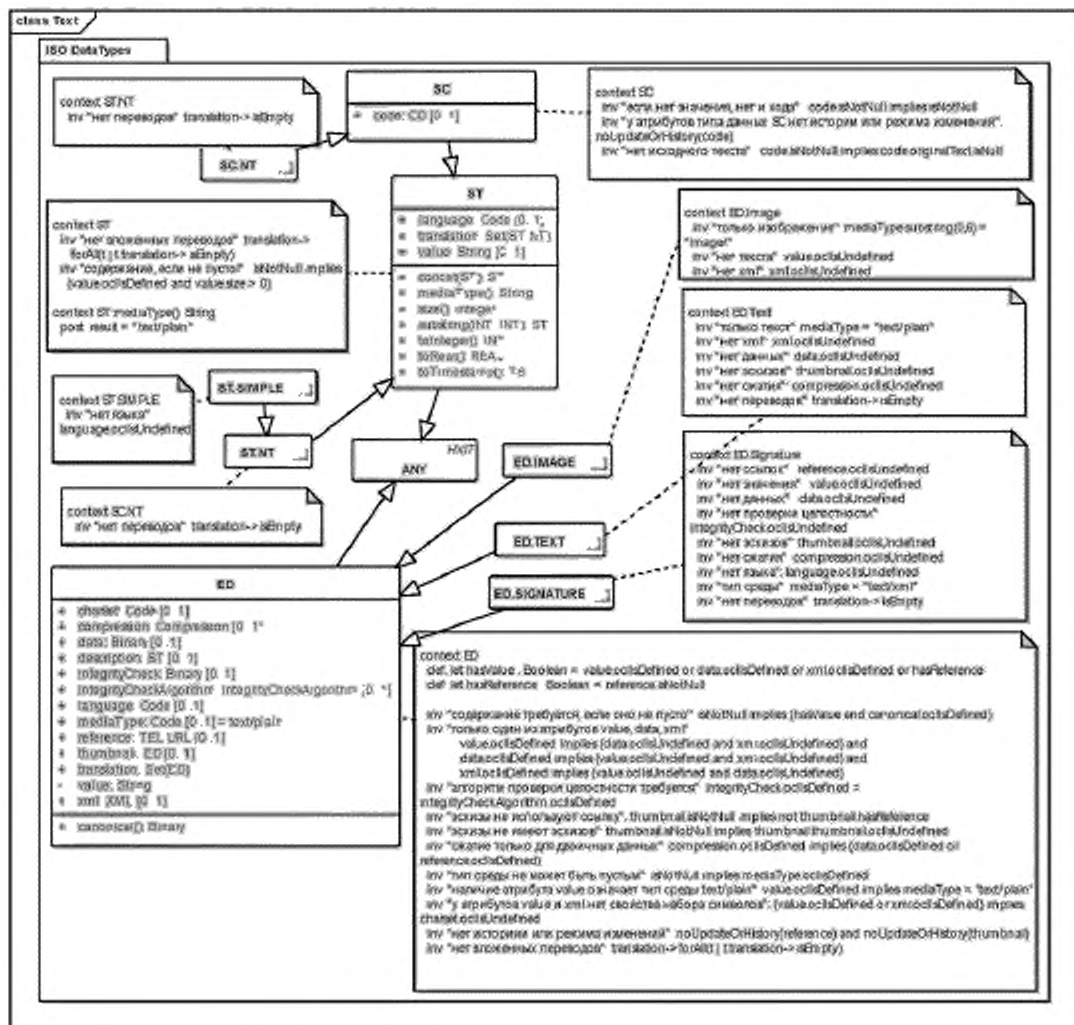 class Text
ISO DataTypes
context ST.NT
inv "нет переводов" translation->isEmpty
SC
+ code: CD [0..1]
context SC
inv "если нет значения, нет и кода" code.isNotNull implies isNotNull
inv "у атрибутов типа данных SC нет истории или режима изменений".
noUpdateOrHistory(code)
inv "нет исходного текста" code.isNotNull implies code.originalText.isNull
SC.NT
ST
+ language: Code [0..1]
+ translation: Set(ST.NT)
+ value: String [0..1]
+ concat(ST): ST
+ mediaType(): String
+ size(): Integer
+ substring(INT, INT): ST
+ toInteger(): INT
+ toReal(): REAL
+ toTimestamp(): TS
context ST
inv "нет вложенных переводов" translation->
forAll(t | t.translation->isEmpty)
inv "содержание, если не пусто" isNotNull implies
(value.oclIsDefined and value.size > 0)
context ST::mediaType() String
post: result = "text/plain"
context ED.Image
inv "только изображение" mediaType.substring(0,6) =
"image/"
inv "нет текста" value.oclIsUndefined
inv "нет xml" xml.oclIsUndefined
context ED.Text
inv "только текст" mediaType = "text/plain"
inv "нет xml" xml.oclIsUndefined
inv "нет данных" data.oclIsUndefined
inv "нет эскизов" thumbnail.oclIsUndefined
inv "нет сжатия" compression.oclIsUndefined
inv "нет переводов" translation->isEmpty
context ST.SIMPLE
inv "нет языка"
language.oclIsUndefined
ST.SIMPLE
ST.NT
HXIT
ANY
ED.IMAGE
context SC.NT
inv "нет переводов" translation->isEmpty
ED.TEXT
ED.SIGNATURE
context ED.Signature
inv "нет ссылок" reference.oclIsUndefined
inv "нет значения" value.oclIsUndefined
inv "нет данных" data.oclIsUndefined
inv "нет проверки целостности"
integrityCheck.oclIsUndefined
inv "нет эскизов" thumbnail.oclIsUndefined
inv "нет сжатия" compression.oclIsUndefined
inv "нет языка": language.oclIsUndefined
inv "тип среды" mediaType = "text/xml"
inv "нет переводов" translation->isEmpty
ED
+ charset: Code [0..1]
+ compression: Compression [0..1]
+ data: Binary [0..1]
+ description: ST [0..1]
+ integrityCheck: Binary [0..1]
+ integrityCheckAlgorithm: IntegrityCheckAlgorithm [0..1]
+ language: Code [0..1]
+ mediaType: Code [0..1] = text/plain
+ reference: TEL.URL [0..1]
+ thumbnail: ED [0..1]
+ translation: Set(ED)
- value: String
+ xml: XML [0..1]
+ canonical(): Binary
context ED
def: let hasValue : Boolean = value.oclIsDefined or data.oclIsDefined or xml.oclIsDefined or hasReference
def: let hasReference : Boolean = reference.isNotNull
inv "содержание требуется, если оно не пусто" isNotNull implies (hasValue and canonical.oclIsDefined)
inv "только один из атрибутов value, data, xml"
value.oclIsDefined implies (data.oclIsUndefined and xml.oclIsUndefined) and
data.oclIsDefined implies (value.oclIsUndefined and xml.oclIsUndefined) and
xml.oclIsDefined implies (value.oclIsUndefined and data.oclIsUndefined)
inv "алгоритм проверки целостности требуется" integrityCheck.oclIsDefined =
integrityCheckAlgorithm.oclIsDefined
inv "эскизы не используют ссылку". thumbnail.isNotNull implies not thumbnail.hasReference
inv "эскизы не имеют эскизов" thumbnail.isNotNull implies thumbnail.thumbnail.oclIsUndefined
inv "сжатие только для двоичных данных" compression.oclIsDefined implies (data.oclIsDefined or
reference.oclIsDefined)
inv "тип среды не может быть пустым" isNotNull implies mediaType.oclIsDefined
inv "наличие атрибута value означает тип среды text/plain" value.oclIsDefined implies mediaType = "text/plain"
inv "у атрибутов value и xml нет свойства набора символов": (value.oclIsDefined or xml.oclIsDefined) implies
charset.oclIsUndefined
inv "нет истории или режима изменений" noUpdateOrHistory(reference) and noUpdateOrHistory(thumbnail)
inv "нет вложенных переводов" translation->forAll(t | t.translation->isEmpty)